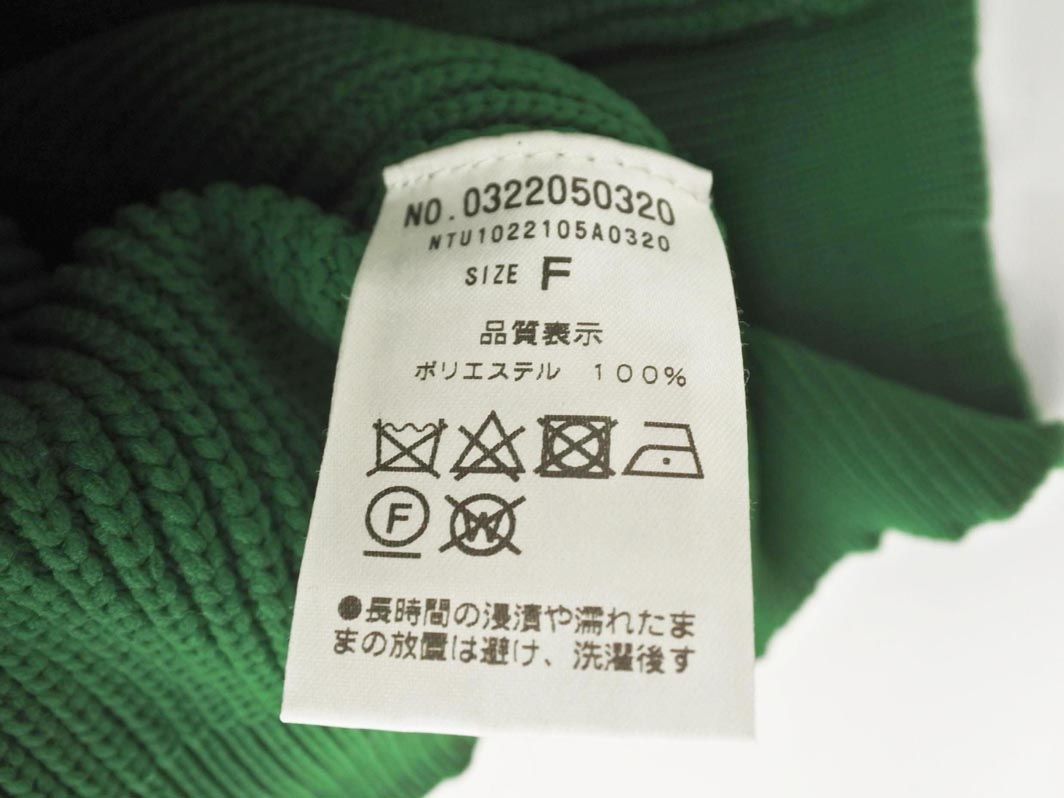 NO.0322050320
NTU1022105A0320
SIZE F
品質表示
ポリエステル 100%
F W
●長時間の浸漬や濡れたま
まの放置は避け、洗濯後す